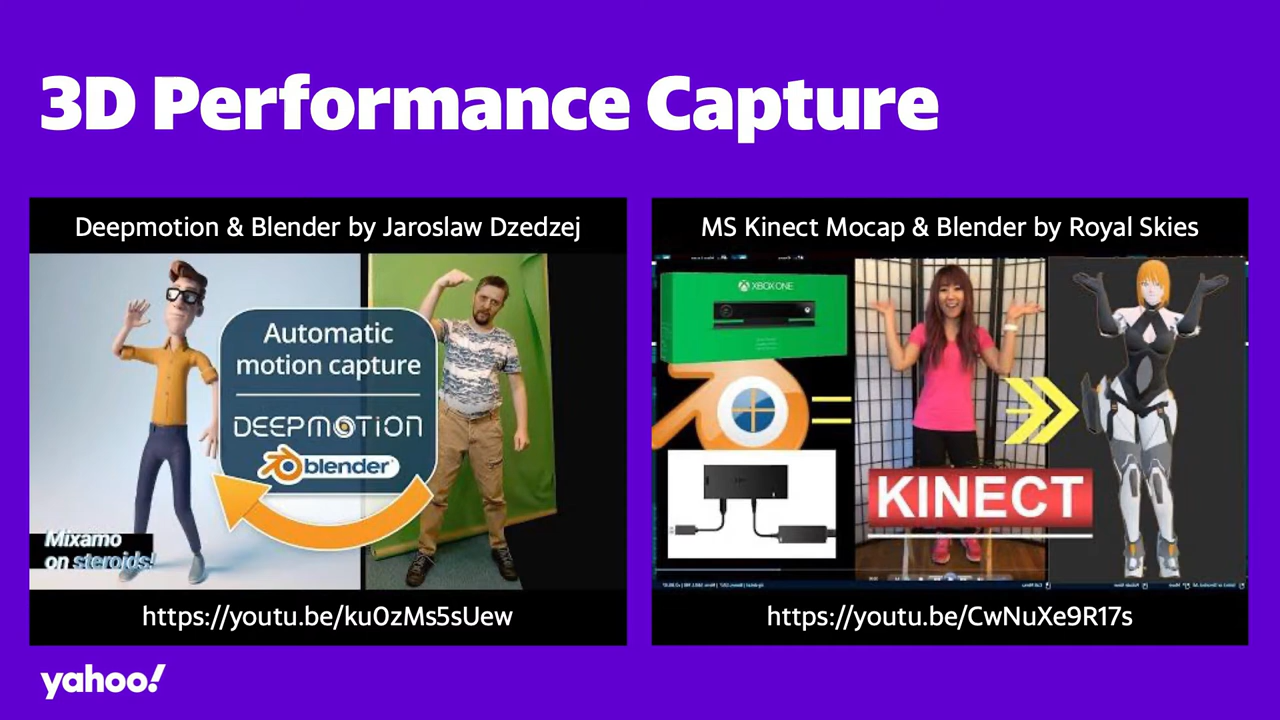 3D Performance Capture
Deepmotion & Blender by Jaroslaw Dzedzej
Automatic
motion capture
DEEPMOTION
blender
Mixamo
on steroids!
https://youtu.be/ku0zMs5sUew
MS Kinect Mocap & Blender by Royal Skies
XBOX ONE
KINECT
https://youtu.be/CwNuXe9R17s
yahoo!